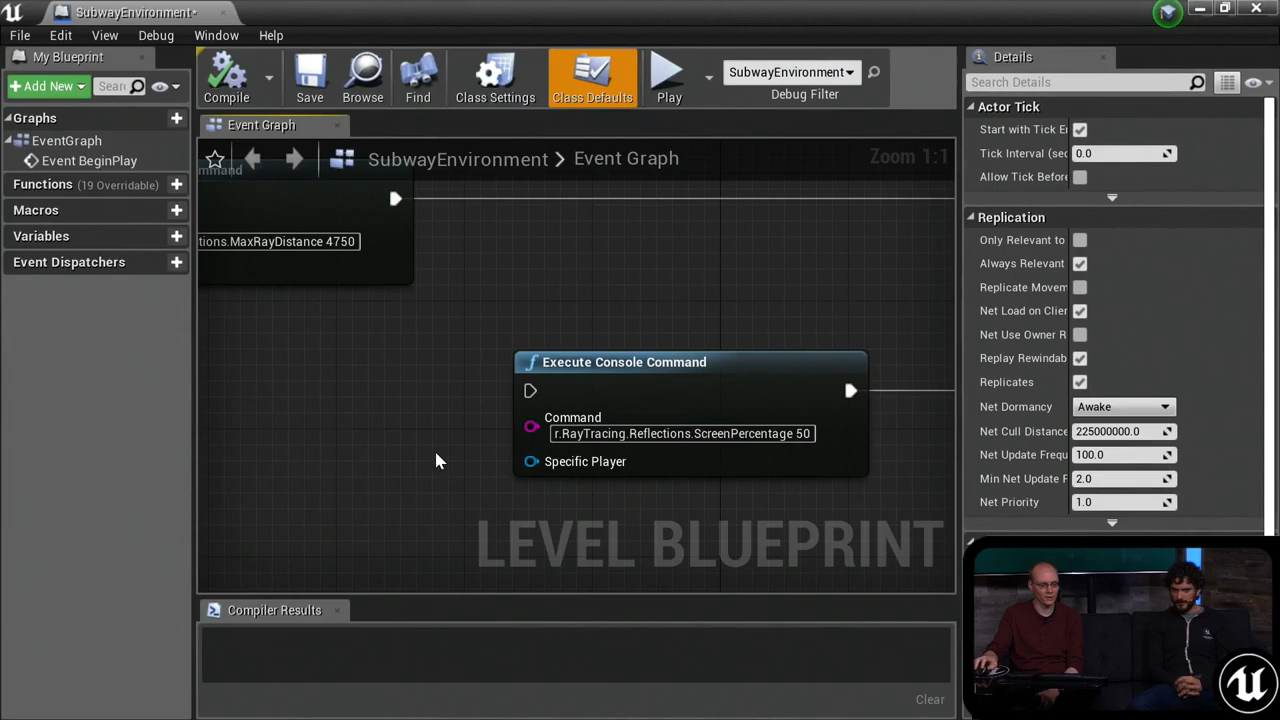 SubwayEnvironment*
File Edit View Debug Window Help
My Blueprint
Add New
Searc
Graphs
EventGraph
Event BeginPlay
Functions (19 Overridable)
Macros
Variables
Event Dispatchers
Compile
Save
Browse
Find
Class Settings
Class Defaults
Play
SubwayEnvironment
Debug Filter
Event Graph
SubwayEnvironment > Event Graph
Zoom 1:1
mmand
tions.MaxRayDistance 4750
f Execute Console Command
Command
r.RayTracing.Reflections.ScreenPercentage 50
Specific Player
LEVEL BLUEPRINT
Compiler Results
Clear
Details
Search Details
Actor Tick
Start with Tick E
Tick Interval (sec 0.0
Allow Tick Before
Replication
Only Relevant to
Always Relevant
Replicate Movem
Net Load on Clier
Net Use Owner R
Replay Rewindab
Replicates
Net Dormancy Awake
Net Cull Distance 225000000.0
Net Update Frequ 100.0
Min Net Update F 2.0
Net Priority 1.0